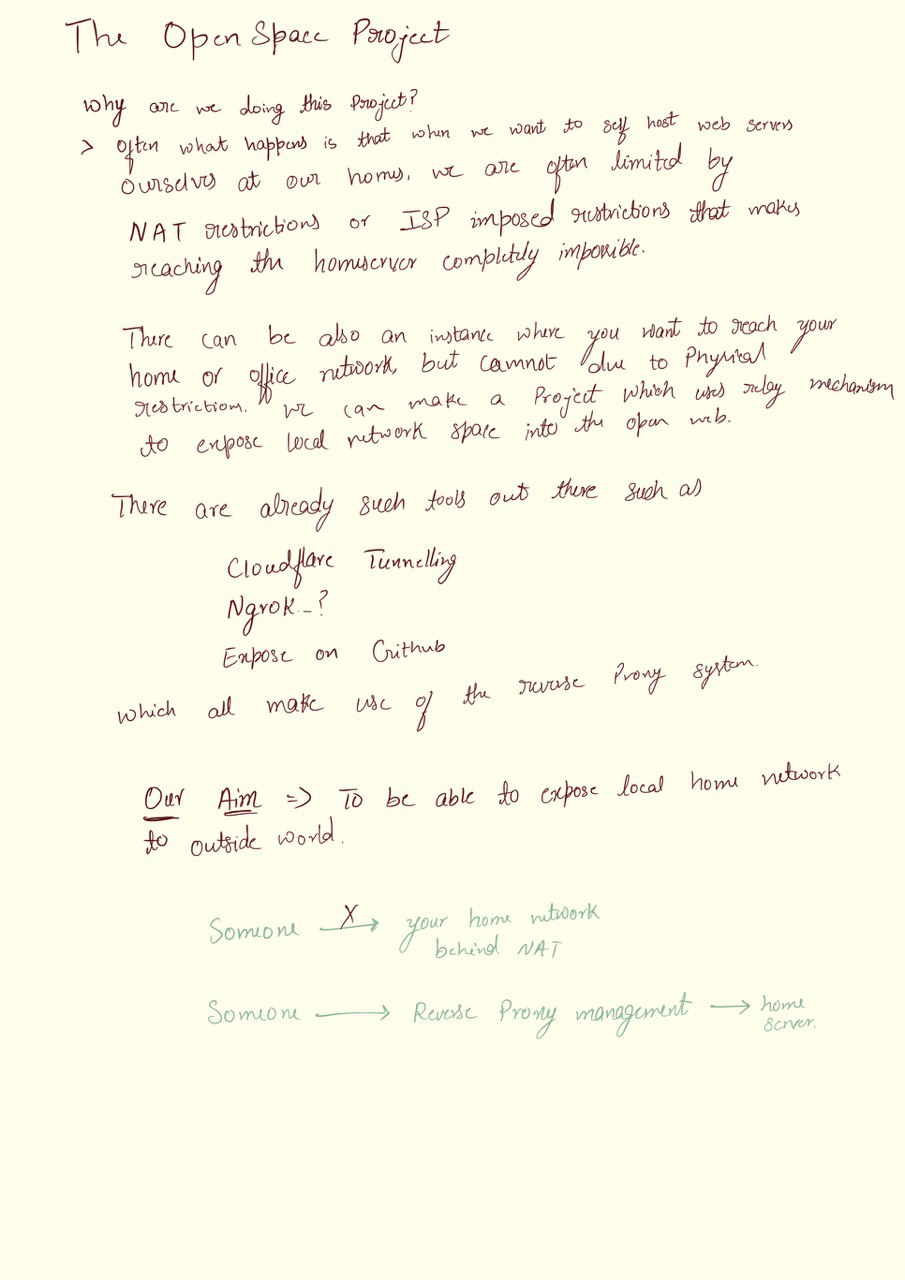 The OpenSpace Project
Why are we doing this Project?
> Often what happens is that when we want to self host web servers
ourselves at our homes, we are often limited by
NAT restrictions or ISP imposed restrictions that makes
reaching the homeserver completely impossible.
There can be also an instance where you want to reach your
home or office network, but cannot due to Physical
restriction. We can make a Project which uses relay mechanism
to expose local network space into the open web.
There are already such tools out there such as
Cloudflare Tunnelling
Ngrok _ ?
Expose on Github
which all make use of the reverse Proxy system.
Our Aim => To be able to expose local home network
to outside world.
Someone X → your home network
behind NAT
Someone → Reverse Proxy management → home
server.